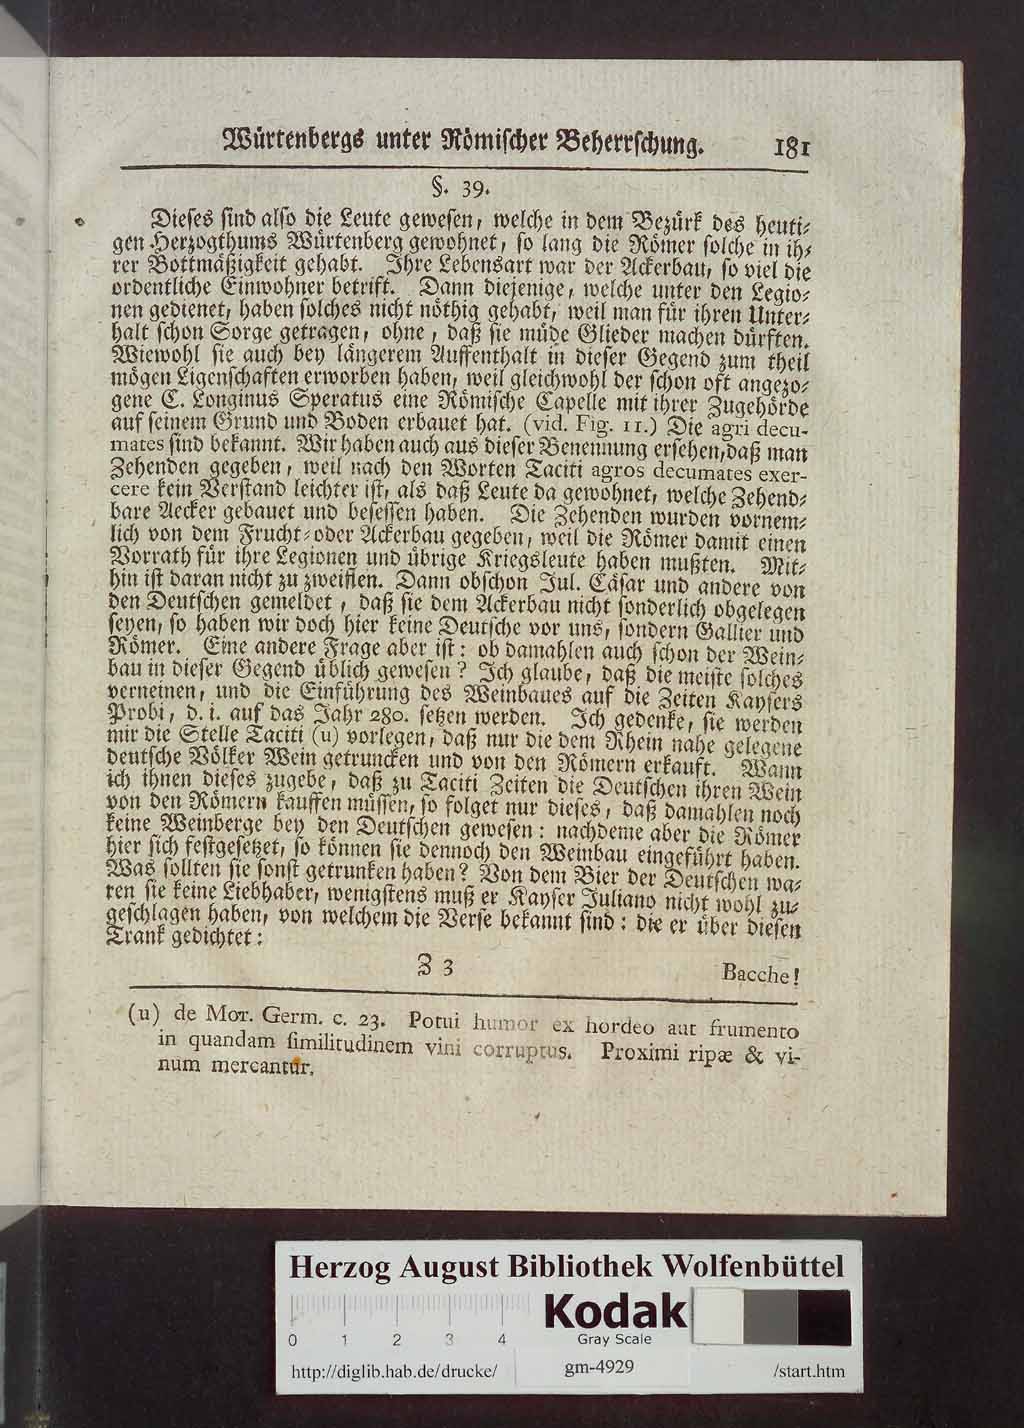 Würtenbergs unter Römischer Beherrschung. 181
§. 39.
Dieses sind also die Leute gewesen, welche in dem Bezürk des heuti-
gen Herzogthums Würtenberg gewohnet, so lang die Römer solche in ih-
rer Bottmäßigkeit gehabt. Ihre Lebensart war der Ackerbau, so viel die
ordentliche Einwohner betrift. Dann diejenige, welche unter den Legio-
nen gedienet, haben solches nicht nöthig gehabt, weil man für ihren Unter-
halt schon Sorge getragen, ohne, daß sie müde Glieder machen dürften.
Wiewohl sie auch bey längerem Auffenthalt in dieser Gegend zum theil
mögen Ligenschaften erworben haben, weil gleichwohl der schon oft angezo-
gene C. Longinus Speratus eine Römische Capelle mit ihrer Zugehörde
auf seinem Grund und Boden erbauet hat. (vid. Fig. 11.) Die agri decu-
mates sind bekannt. Wir haben auch aus dieser Benennung ersehen, daß man
Zehenden gegeben, weil nach den Worten Taciti agros decumates exer-
cere kein Verstand leichter ist, als daß Leute da gewohnet, welche Zehend-
bare Aecker gebauet und besessen haben. Die Zehenden wurden vornem-
lich von dem Frucht- oder Ackerbau gegeben, weil die Römer damit einen
Vorrath für ihre Legionen und übrige Kriegsleute haben mußten. Mit-
hin ist daran nicht zu zweiflen. Dann obschon Jul. Cäsar und andere von
den Deutschen gemeldet, daß sie dem Ackerbau nicht sonderlich obgelegen
seyen, so haben wir doch hier keine Deutsche vor uns, sondern Gallier und
Römer. Eine andere Frage aber ist: ob damahlen auch schon der Wein-
bau in dieser Gegend üblich gewesen? Ich glaube, daß die meiste solches
verneinen, und die Einführung des Weinbaues auf die Zeiten Kaysers
Probi, d. i. auf das Jahr 280. setzen werden. Ich gedenke, sie werden
mir die Stelle Taciti (u) vorlegen, daß nur die dem Rhein nahe gelegene
deutsche Völker Wein getruncken und von den Römern erkauft. Wann
ich ihnen dieses zugebe, daß zu Taciti Zeiten die Deutschen ihren Wein
von den Römern kauffen müssen, so folget nur dieses, daß damahlen noch
keine Weinberge bey den Deutschen gewesen: nachdeme aber die Römer
hier sich festgesetzet, so können sie dennoch den Weinbau eingeführt haben.
Was sollten sie sonst getrunken haben? Von dem Bier der Deutschen wa-
ren sie keine Liebhaber, wenigstens muß er Kayser Juliano nicht wohl zu-
geschlagen haben, von welchem die Verse bekannt sind: die er über diesen
Trank gedichtet:
Z 3 Bacche!
(u) de Mor. Germ. c. 23. Potui humor ex hordeo aut frumento
in quandam similitudinem vini corruptus. Proximi ripæ & vi-
num mercantur.
Herzog August Bibliothek Wolfenbüttel
0 1 2 3 4
Kodak
Gray Scale
http://diglib.hab.de/drucke/ gm-4929 /start.htm